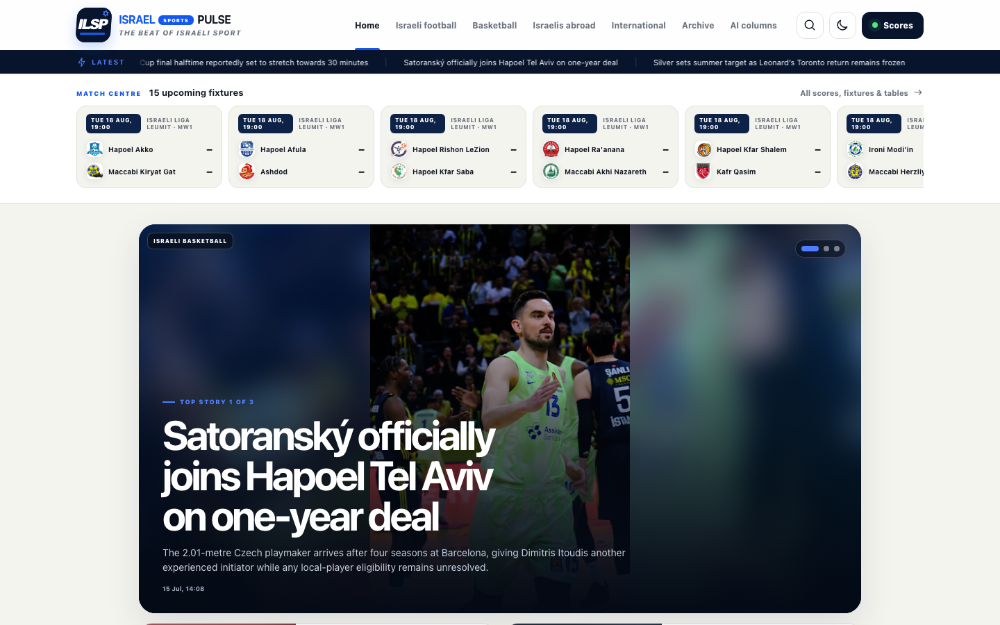 ILSP
ISRAEL SPORTS PULSE
THE BEAT OF ISRAELI SPORT
Home
Israeli football
Basketball
Israelis abroad
International
Archive
AI columns
Scores
LATEST
Cup final halftime reportedly set to stretch towards 30 minutes
Satoranský officially joins Hapoel Tel Aviv on one-year deal
Silver sets summer target as Leonard's Toronto return remains frozen
MATCH CENTRE
15 upcoming fixtures
All scores, fixtures & tables
TUE 18 AUG,
19:00
ISRAELI LIGA
LEUMIT · MW1
Hapoel Akko –
Maccabi Kiryat Gat –
TUE 18 AUG,
19:00
ISRAELI LIGA
LEUMIT · MW1
Hapoel Afula –
Ashdod –
TUE 18 AUG,
19:00
ISRAELI LIGA
LEUMIT · MW1
Hapoel Rishon LeZion –
Hapoel Kfar Saba –
TUE 18 AUG,
19:00
ISRAELI LIGA
LEUMIT · MW1
Hapoel Ra'anana –
Maccabi Akhi Nazareth –
TUE 18 AUG,
19:00
ISRAELI LIGA
LEUMIT · MW1
Hapoel Kfar Shalem –
Kafr Qasim –
TUE 18 AUG,
19:00
ISRA
LEUM
Ironi Modi'in
Maccabi Herzliy
ISRAELI BASKETBALL
ŞANLI
MSC
5
İSTA
13
TOP STORY 1 OF 3
Satoranský officially
joins Hapoel Tel Aviv
on one-year deal
The 2.01-metre Czech playmaker arrives after four seasons at Barcelona, giving Dimitris Itoudis another
experienced initiator while any local-player eligibility remains unresolved.
15 Jul, 14:08